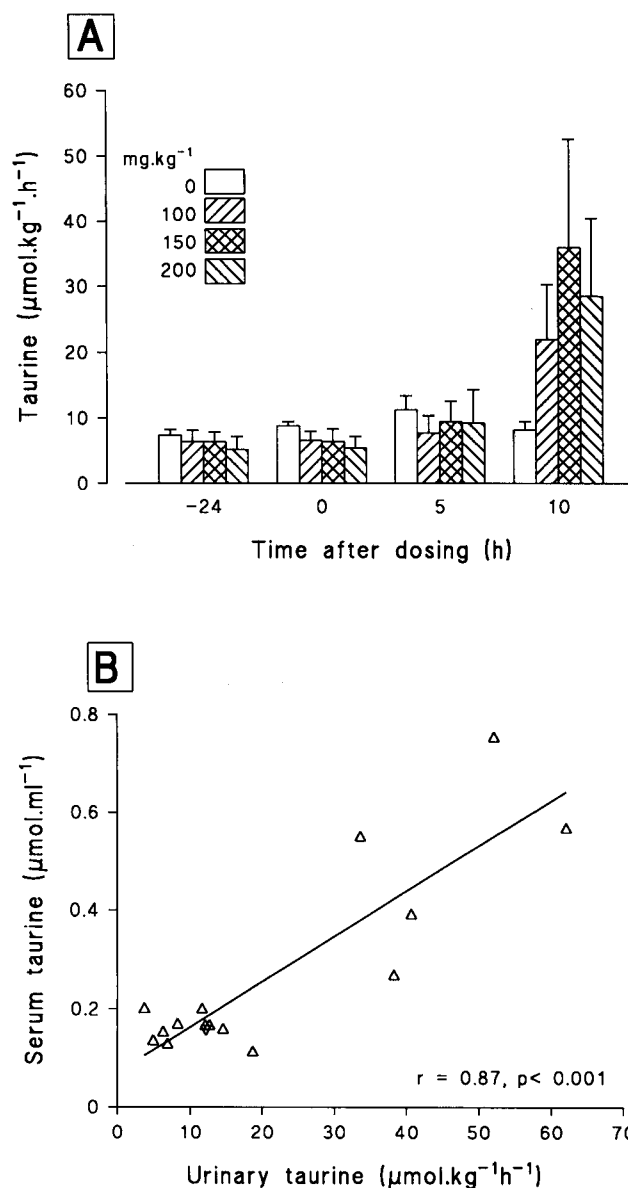 A
60
50
40
30
20
10
0
Taurine (μmol.kg⁻¹.h⁻¹)
mg.kg⁻¹
0
100
150
200
-24 0 5 10
Time after dosing (h)
B
0.8
0.6
0.4
0.2
0
Serum taurine (μmol.ml⁻¹)
r = 0.87, p< 0.001
0 10 20 30 40 50 60 70
Urinary taurine (μmol.kg⁻¹h⁻¹)